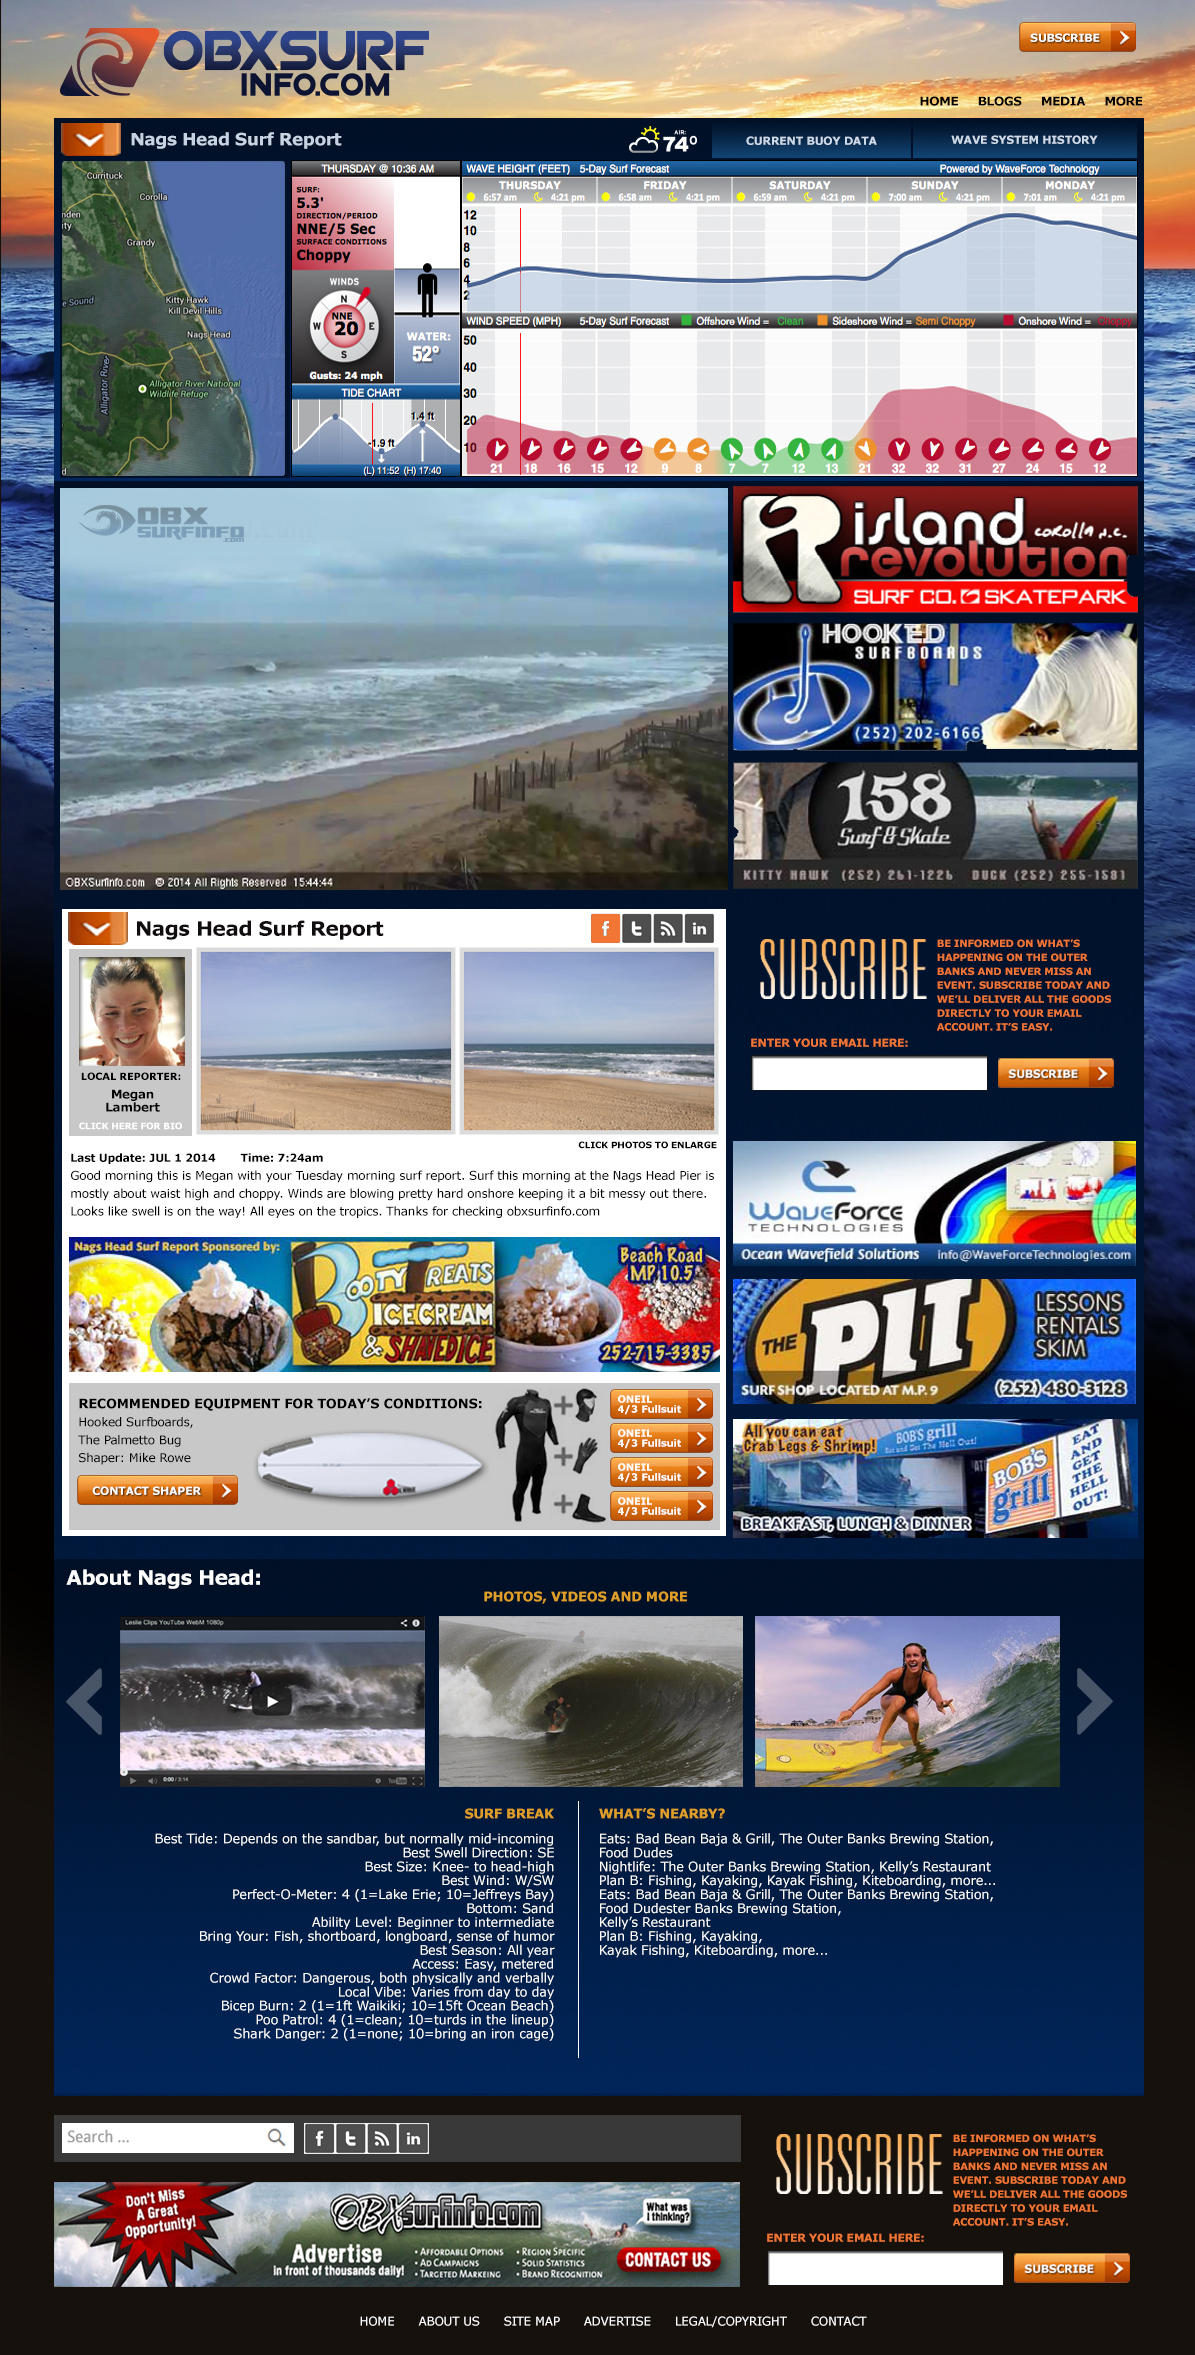 OBXSURF
INFO.COM
SUBSCRIBE
HOME BLOGS MEDIA MORE
Nags Head Surf Report
AIR:
74°
CURRENT BUOY DATA
WAVE SYSTEM HISTORY
Currituck
Corolla
Grandy
Kitty Hawk
Kill Devil Hills
Nags Head
Alligator River
Alligator River National
Wildlife Refuge
THURSDAY @ 10:36 AM
SURF:
5.3'
DIRECTION/PERIOD
NNE/5 Sec
SURFACE CONDITIONS
Choppy
WINDS
N
W NNE E
20
S
Gusts: 24 mph
WATER:
52°
TIDE CHART
1.4 ft
-1.9 ft
(L) 11:52 (H) 17:40
WAVE HEIGHT (FEET) 5-Day Surf Forecast Powered by WaveForce Technology
THURSDAY FRIDAY SATURDAY SUNDAY MONDAY
6:57 am 4:21 pm 6:58 am 4:21 pm 6:59 am 4:21 pm 7:00 am 4:21 pm 7:01 am 4:21 pm
12
10
8
6
4
2
WIND SPEED (MPH) 5-Day Surf Forecast Offshore Wind = Clean Sideshore Wind = Semi Choppy Onshore Wind = Choppy
50
40
30
20
10
21 18 16 15 12 9 8 7 7 12 13 21 32 32 31 27 24 15 12
OBX
SURFINFO
.COM
OBXSurfinfo.com © 2014 All Rights Reserved 15:44:44
island
corolla n.c.
revolution
SURF CO. SKATEPARK
HOOKED
SURFBOARDS
(252) 202-6166
158
Surf & Skate
KITTY HAWK (252) 261-1226 DUCK (252) 255-1581
Nags Head Surf Report
LOCAL REPORTER:
Megan
Lambert
CLICK HERE FOR BIO
CLICK PHOTOS TO ENLARGE
Last Update: JUL 1 2014 Time: 7:24am
Good morning this is Megan with your Tuesday morning surf report. Surf this morning at the Nags Head Pier is
mostly about waist high and choppy. Winds are blowing pretty hard onshore keeping it a bit messy out there.
Looks like swell is on the way! All eyes on the tropics. Thanks for checking obxsurfinfo.com
SUBSCRIBE
BE INFORMED ON WHAT'S
HAPPENING ON THE OUTER
BANKS AND NEVER MISS AN
EVENT. SUBSCRIBE TODAY AND
WE'LL DELIVER ALL THE GOODS
DIRECTLY TO YOUR EMAIL
ACCOUNT. IT'S EASY.
ENTER YOUR EMAIL HERE:
SUBSCRIBE
Nags Head Surf Report Sponsored by:
BOOTY TREATS
ICE CREAM
& SHAVED ICE
Beach Road
MP 10.5
252-715-3385
WaveForce
TECHNOLOGIES
Ocean Wavefield Solutions info@WaveForceTechnologies.com
THE PIT
LESSONS
RENTALS
SKIM
SURF SHOP LOCATED AT M.P. 9 (252) 480-3128
All you can eat
Crab Legs & Shrimp!
BOB'S grill
Eat and Get The Hell Out!
BOB'S
grill
EAT
AND
GET
THE
HELL
OUT!
BREAKFAST, LUNCH & DINNER
RECOMMENDED EQUIPMENT FOR TODAY'S CONDITIONS:
Hooked Surfboards,
The Palmetto Bug
Shaper: Mike Rowe
CONTACT SHAPER
ONEIL
4/3 Fullsuit
ONEIL
4/3 Fullsuit
ONEIL
4/3 Fullsuit
ONEIL
4/3 Fullsuit
About Nags Head:
PHOTOS, VIDEOS AND MORE
Leslie Clips YouTube WebM 1080p
0:00 / 3:14
YouTube
SURF BREAK
Best Tide: Depends on the sandbar, but normally mid-incoming
Best Swell Direction: SE
Best Size: Knee- to head-high
Best Wind: W/SW
Perfect-O-Meter: 4 (1=Lake Erie; 10=Jeffreys Bay)
Bottom: Sand
Ability Level: Beginner to intermediate
Bring Your: Fish, shortboard, longboard, sense of humor
Best Season: All year
Access: Easy, metered
Crowd Factor: Dangerous, both physically and verbally
Local Vibe: Varies from day to day
Bicep Burn: 2 (1=1ft Waikiki; 10=15ft Ocean Beach)
Poo Patrol: 4 (1=clean; 10=turds in the lineup)
Shark Danger: 2 (1=none; 10=bring an iron cage)
WHAT'S NEARBY?
Eats: Bad Bean Baja & Grill, The Outer Banks Brewing Station,
Food Dudes
Nightlife: The Outer Banks Brewing Station, Kelly's Restaurant
Plan B: Fishing, Kayaking, Kayak Fishing, Kiteboarding, more...
Eats: Bad Bean Baja & Grill, The Outer Banks Brewing Station,
Food Dudester Banks Brewing Station,
Kelly's Restaurant
Plan B: Fishing, Kayaking,
Kayak Fishing, Kiteboarding, more...
Search ...
Don't Miss
A Great
Opportunity!
OBXsurfinfo.com
What was
I thinking?
Advertise
in front of thousands daily!
• AFFORDABLE OPTIONS
• AD CAMPAIGNS
• TARGETED MARKEING
• REGION SPECIFIC
• SOLID STATISTICS
• BRAND RECOGNITION
CONTACT US
SUBSCRIBE
BE INFORMED ON WHAT'S
HAPPENING ON THE OUTER
BANKS AND NEVER MISS AN
EVENT. SUBSCRIBE TODAY AND
WE'LL DELIVER ALL THE GOODS
DIRECTLY TO YOUR EMAIL
ACCOUNT. IT'S EASY.
ENTER YOUR EMAIL HERE:
SUBSCRIBE
HOME ABOUT US SITE MAP ADVERTISE LEGAL/COPYRIGHT CONTACT